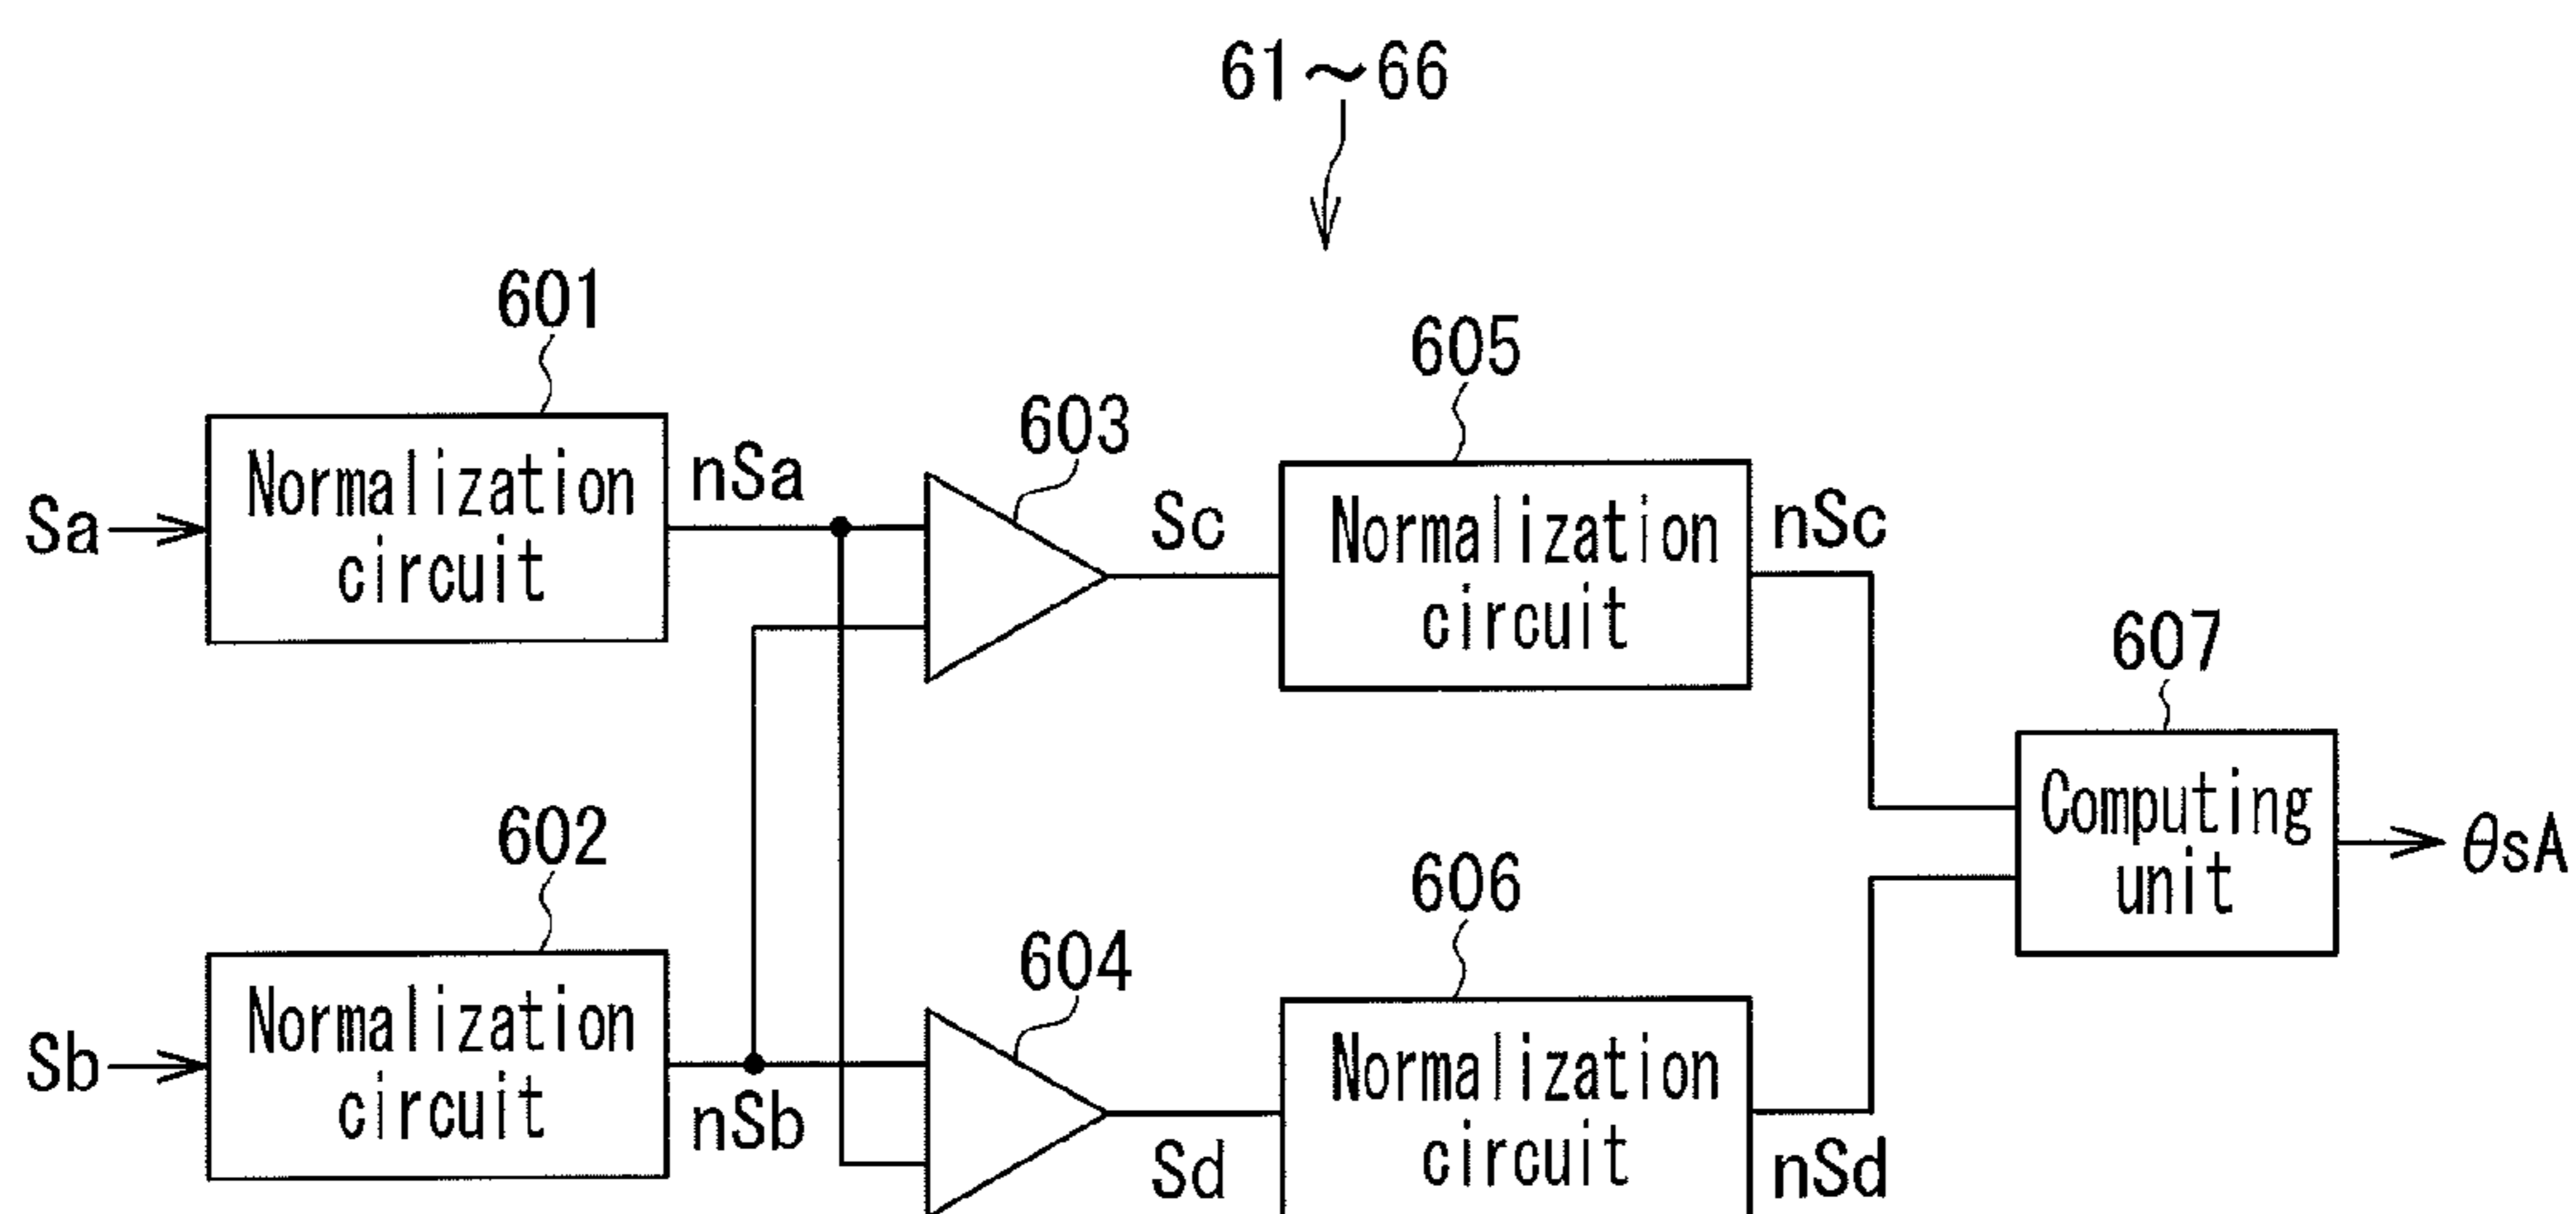 61~66
601
Normalization
circuit
Sa
nSa
603
Sc
605
Normalization
circuit
nSc
607
Computing
unit
θsA
602
Normalization
circuit
Sb
nSb
604
Sd
606
Normalization
circuit
nSd